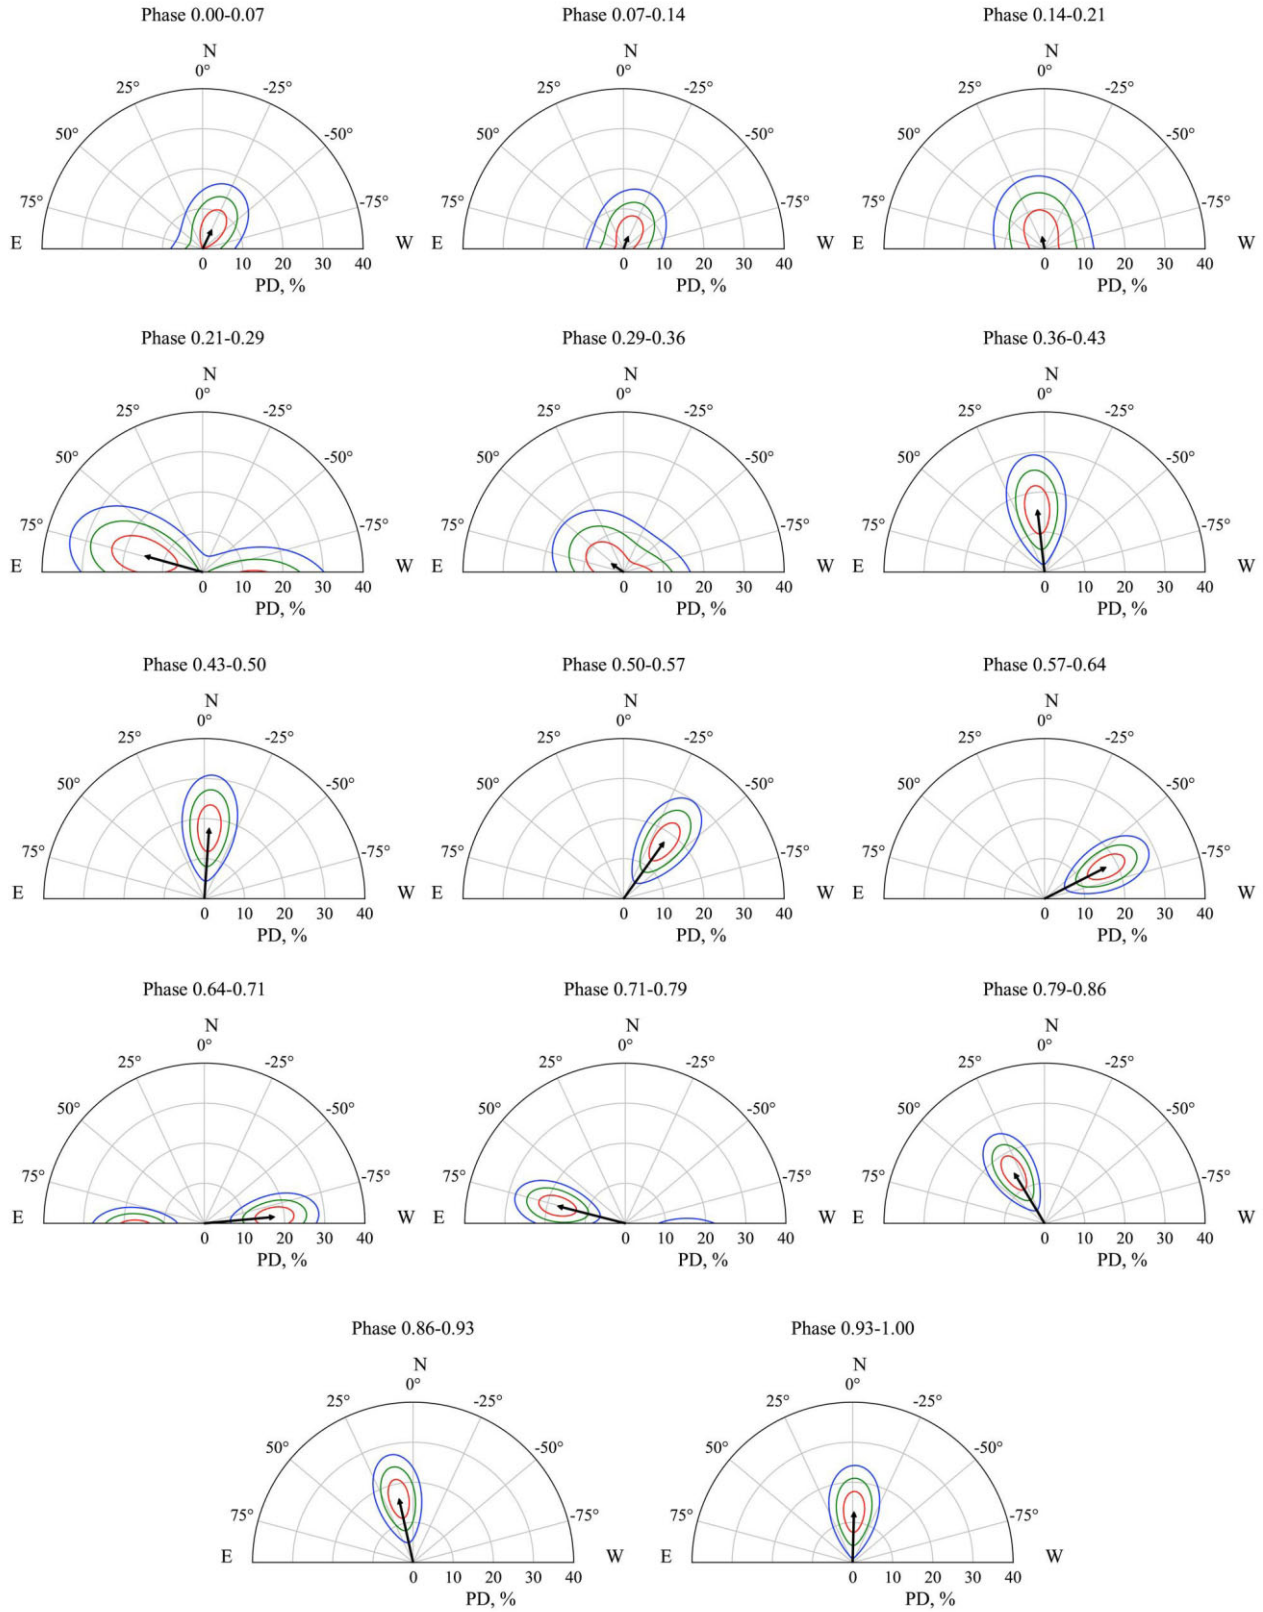 Phase 0.00-0.07
N
0°
25° -25°
50° -50°
75° -75°
E W
0 10 20 30 40
PD, %
Phase 0.07-0.14
N
0°
25° -25°
50° -50°
75° -75°
E W
0 10 20 30 40
PD, %
Phase 0.14-0.21
N
0°
25° -25°
50° -50°
75° -75°
E W
0 10 20 30 40
PD, %
Phase 0.21-0.29
N
0°
25° -25°
50° -50°
75° -75°
E W
0 10 20 30 40
PD, %
Phase 0.29-0.36
N
0°
25° -25°
50° -50°
75° -75°
E W
0 10 20 30 40
PD, %
Phase 0.36-0.43
N
0°
25° -25°
50° -50°
75° -75°
E W
0 10 20 30 40
PD, %
Phase 0.43-0.50
N
0°
25° -25°
50° -50°
75° -75°
E W
0 10 20 30 40
PD, %
Phase 0.50-0.57
N
0°
25° -25°
50° -50°
75° -75°
E W
0 10 20 30 40
PD, %
Phase 0.57-0.64
N
0°
25° -25°
50° -50°
75° -75°
E W
0 10 20 30 40
PD, %
Phase 0.64-0.71
N
0°
25° -25°
50° -50°
75° -75°
E W
0 10 20 30 40
PD, %
Phase 0.71-0.79
N
0°
25° -25°
50° -50°
75° -75°
E W
0 10 20 30 40
PD, %
Phase 0.79-0.86
N
0°
25° -25°
50° -50°
75° -75°
E W
0 10 20 30 40
PD, %
Phase 0.86-0.93
N
0°
25° -25°
50° -50°
75° -75°
E W
0 10 20 30 40
PD, %
Phase 0.93-1.00
N
0°
25° -25°
50° -50°
75° -75°
E W
0 10 20 30 40
PD, %